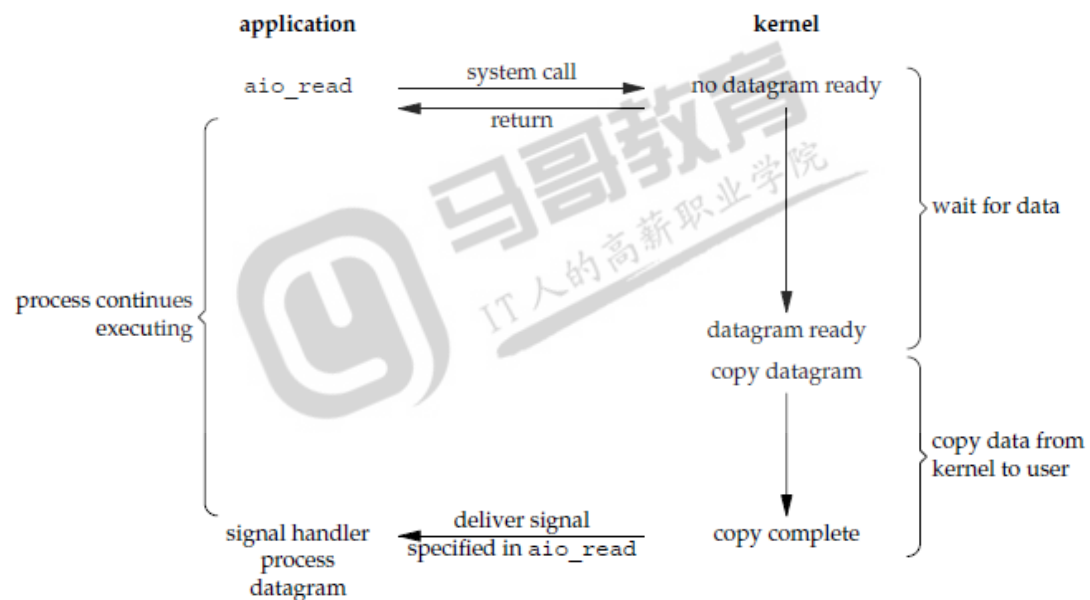 application
kernel
aio_read
system call
no datagram ready
return
马哥教育
IT人的高薪职业学院
wait for data
process continues
executing
datagram ready
copy datagram
copy data from
kernel to user
signal handler
process
datagram
deliver signal
specified in aio_read
copy complete